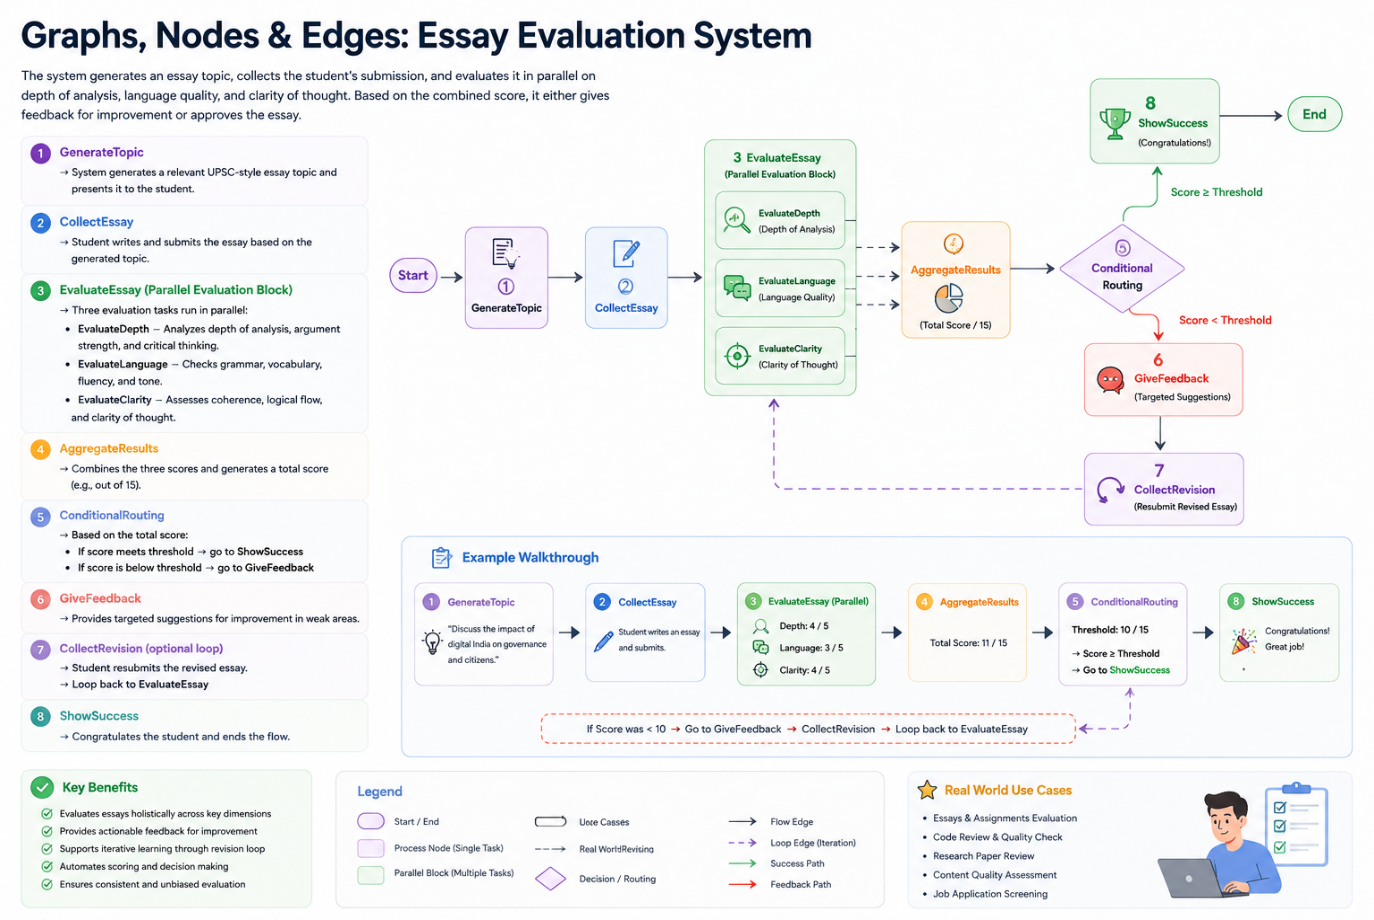 Graphs, Nodes & Edges: Essay Evaluation System
The system generates an essay topic, collects the student's submission, and evaluates it in parallel on
depth of analysis, language quality, and clarity of thought. Based on the combined score, it either gives
feedback for improvement or approves the essay.
1 GenerateTopic
→ System generates a relevant UPSC-style essay topic and
presents it to the student.
2 CollectEssay
→ Student writes and submits the essay based on the
generated topic.
3 EvaluateEssay (Parallel Evaluation Block)
→ Three evaluation tasks run in parallel:
• EvaluateDepth – Analyzes depth of analysis, argument
strength, and critical thinking.
• EvaluateLanguage – Checks grammar, vocabulary,
fluency, and tone.
• EvaluateClarity – Assesses coherence, logical flow,
and clarity of thought.
4 AggregateResults
→ Combines the three scores and generates a total score
(e.g., out of 15).
5 ConditionalRouting
→ Based on the total score:
• If score meets threshold → go to ShowSuccess
• If score is below threshold → go to GiveFeedback
6 GiveFeedback
→ Provides targeted suggestions for improvement in weak areas.
7 CollectRevision (optional loop)
→ Student resubmits the revised essay.
→ Loop back to EvaluateEssay
8 ShowSuccess
→ Congratulates the student and ends the flow.
Start
1
GenerateTopic
2
CollectEssay
3 EvaluateEssay
(Parallel Evaluation Block)
EvaluateDepth
(Depth of Analysis)
EvaluateLanguage
(Language Quality)
EvaluateClarity
(Clarity of Thought)
4
AggregateResults
(Total Score / 15)
5
Conditional
Routing
Score ≥ Threshold
8
ShowSuccess
(Congratulations!)
End
Score < Threshold
6
GiveFeedback
(Targeted Suggestions)
7
CollectRevision
(Resubmit Revised Essay)
Example Walkthrough
1 GenerateTopic
"Discuss the impact of
digital India on governance
and citizens."
2 CollectEssay
Student writes an essay
and submits.
3 EvaluateEssay (Parallel)
Depth: 4 / 5
Language: 3 / 5
Clarity: 4 / 5
4 AggregateResults
Total Score: 11 / 15
5 ConditionalRouting
Threshold: 10 / 15
→ Score ≥ Threshold
→ Go to ShowSuccess
8 ShowSuccess
Congratulations!
Great job!
If Score was < 10 → Go to GiveFeedback → CollectRevision → Loop back to EvaluateEssay
Key Benefits
Evaluates essays holistically across key dimensions
Provides actionable feedback for improvement
Supports iterative learning through revision loop
Automates scoring and decision making
Ensures consistent and unbiased evaluation
Legend
Start / End
Process Node (Single Task)
Parallel Block (Multiple Tasks)
Casses
Real WorldRevising
Decision / Routing
Flow Edge
Loop Edge (Iteration)
Success Path
Feedback Path
Real World Use Cases
• Essays & Assignments Evaluation
• Code Review & Quality Check
• Research Paper Review
• Content Quality Assessment
• Job Application Screening